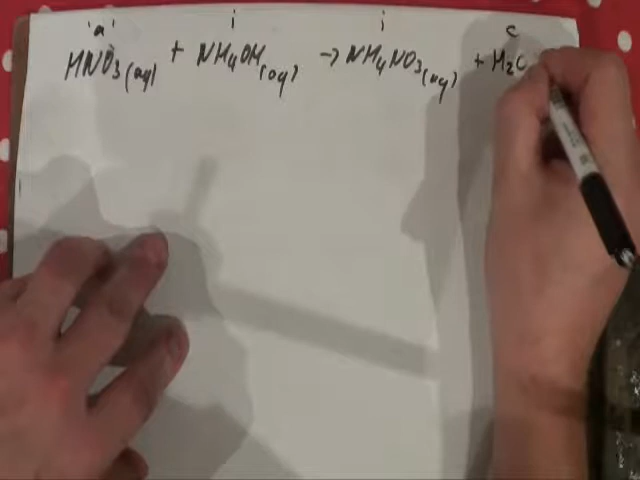 'a' i i c
HNO3(aq) + NH4OH(aq) → NH4NO3(aq) + H2O